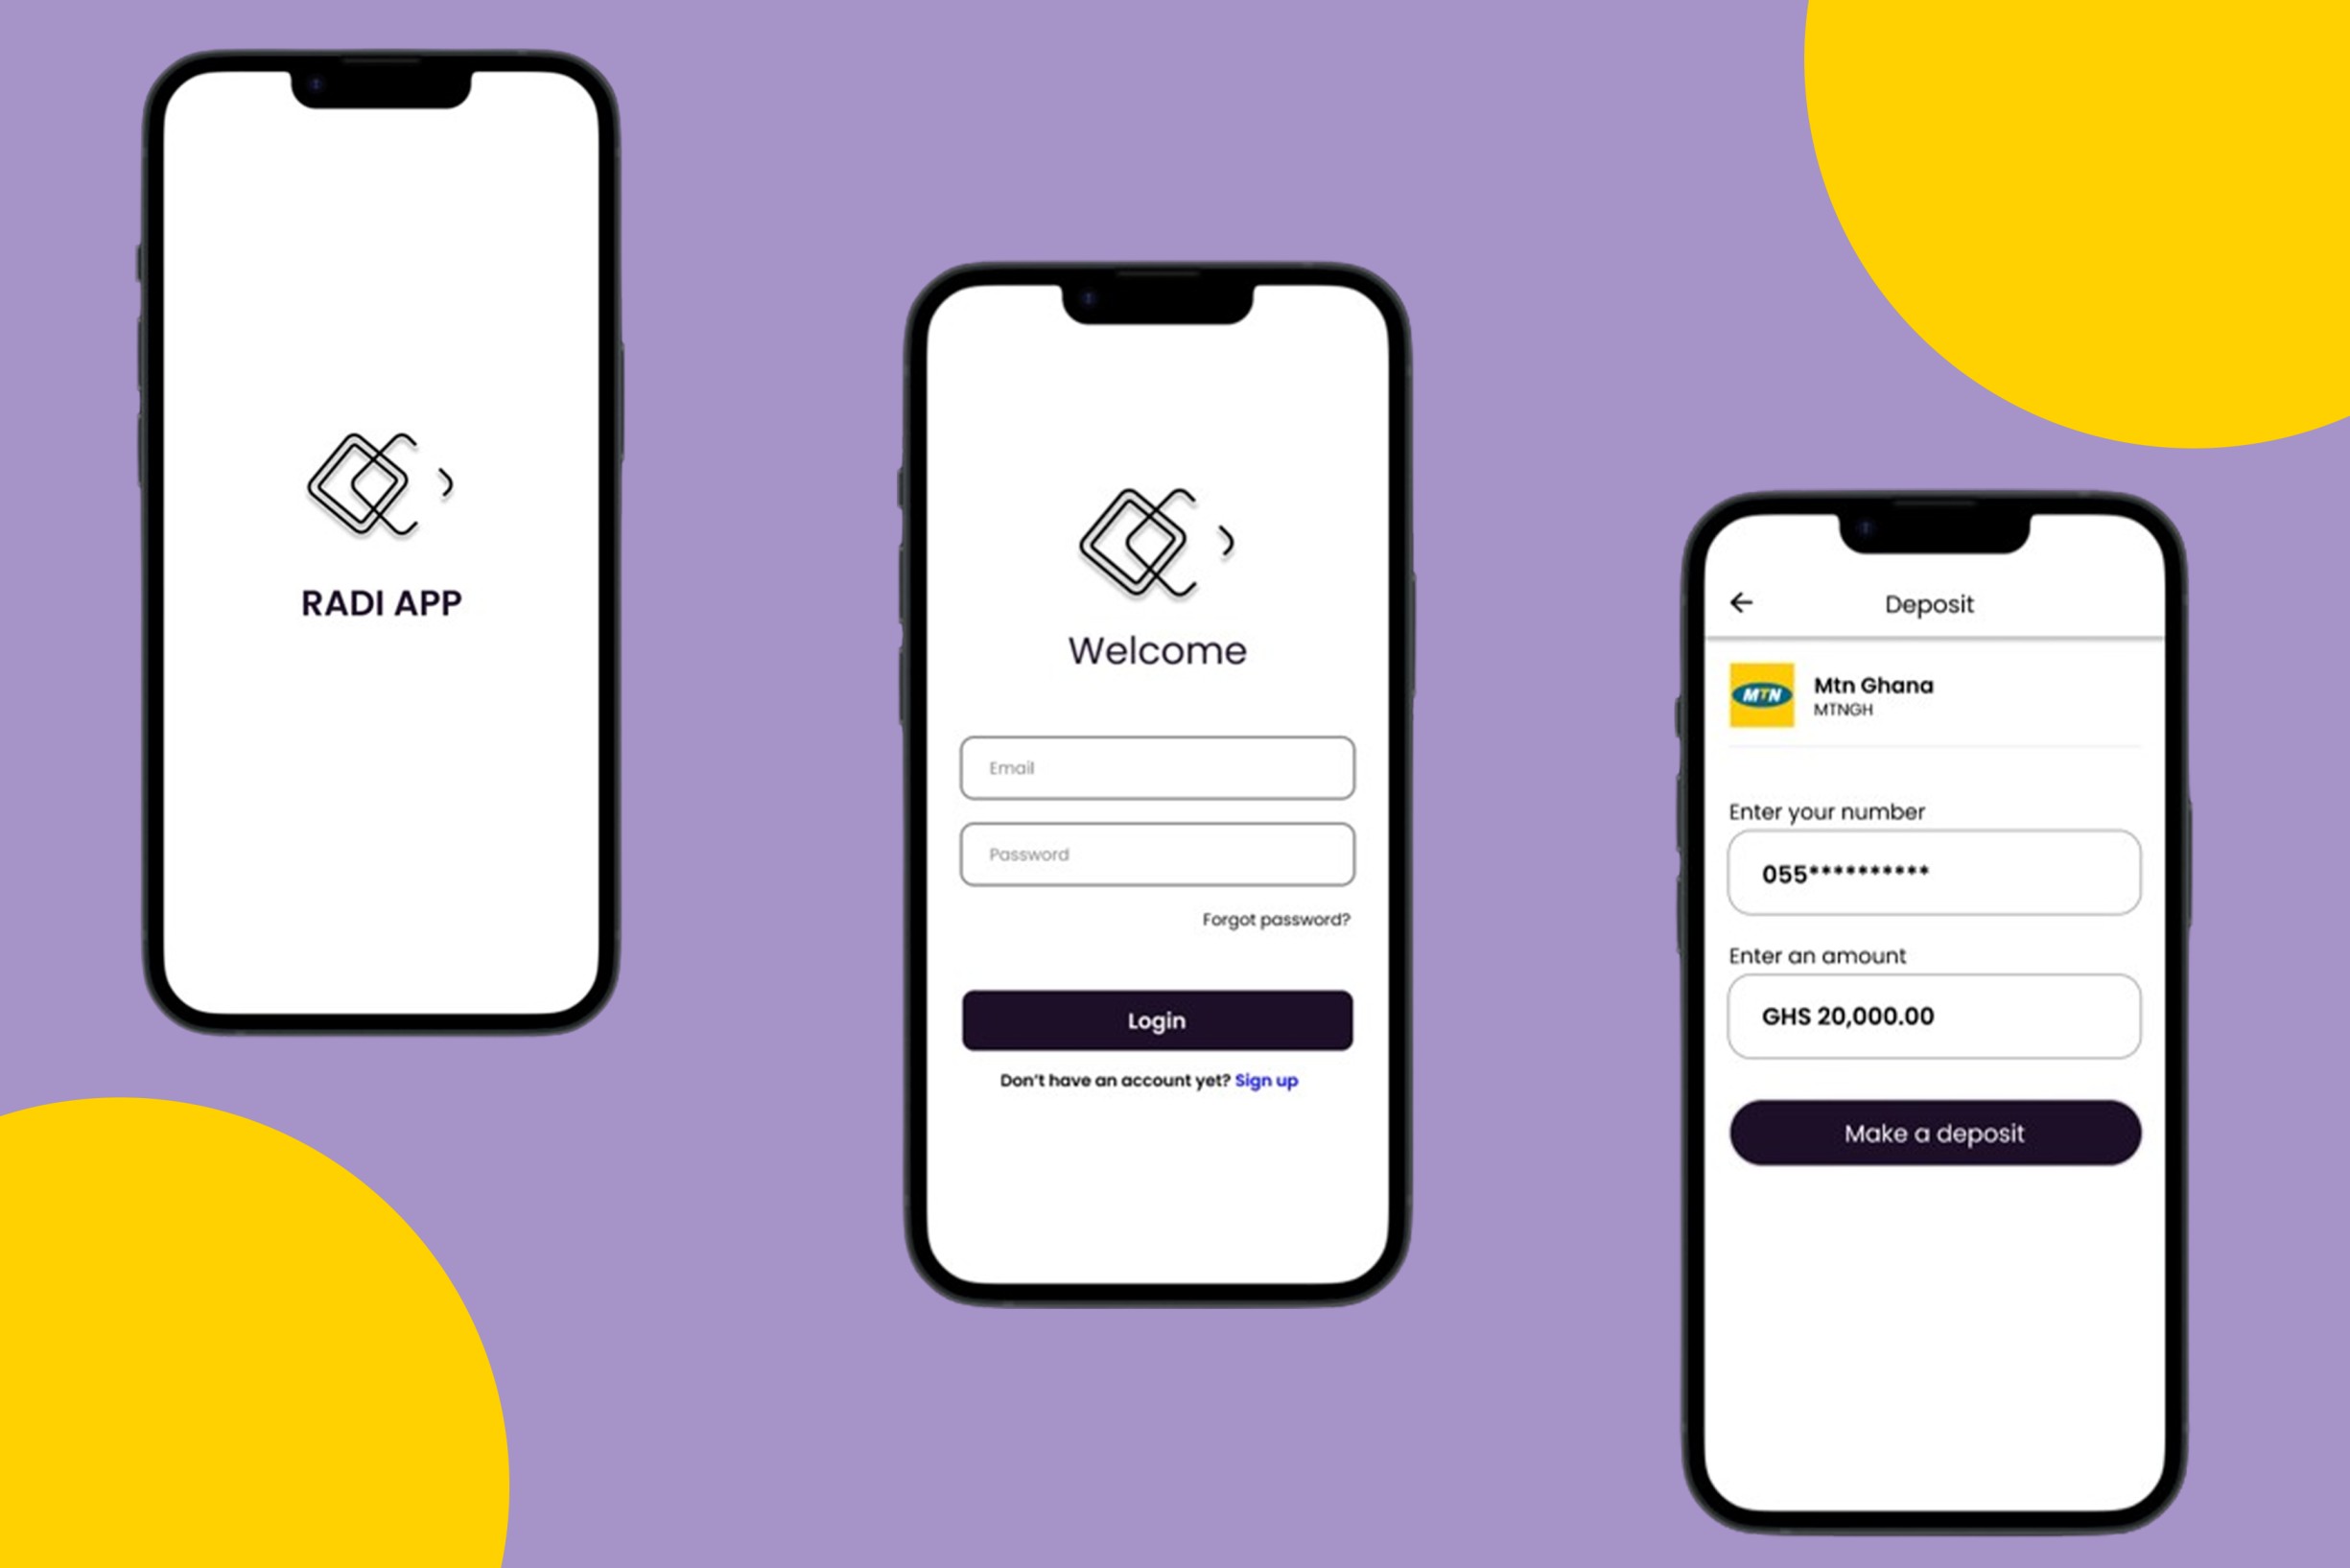 RADI APP
Welcome
Email
Password
Forgot password?
Login
Don't have an account yet? Sign up
Deposit
MTN
Mtn Ghana
MTNGH
Enter your number
055**********
Enter an amount
GHS 20,000.00
Make a deposit